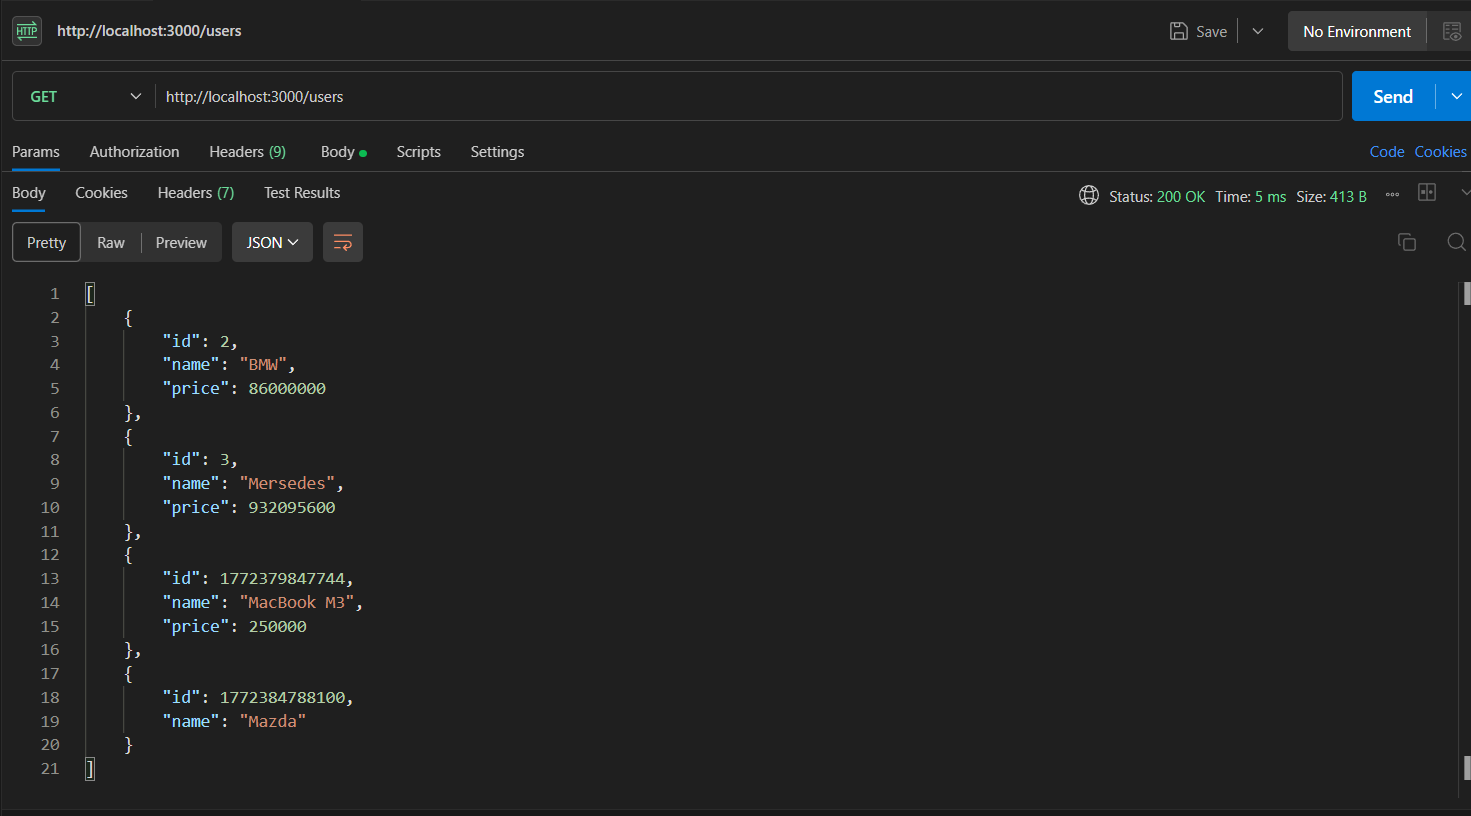 HTTP http://localhost:3000/users Save No Environment
GET http://localhost:3000/users Send
Params Authorization Headers (9) Body Scripts Settings Code Cookies
Body Cookies Headers (7) Test Results Status: 200 OK Time: 5 ms Size: 413 B
Pretty Raw Preview JSON
1 [
2 {
3 "id": 2,
4 "name": "BMW",
5 "price": 86000000
6 },
7 {
8 "id": 3,
9 "name": "Mersedes",
10 "price": 932095600
11 },
12 {
13 "id": 1772379847744,
14 "name": "MacBook M3",
15 "price": 250000
16 },
17 {
18 "id": 1772384788100,
19 "name": "Mazda"
20 }
21 ]